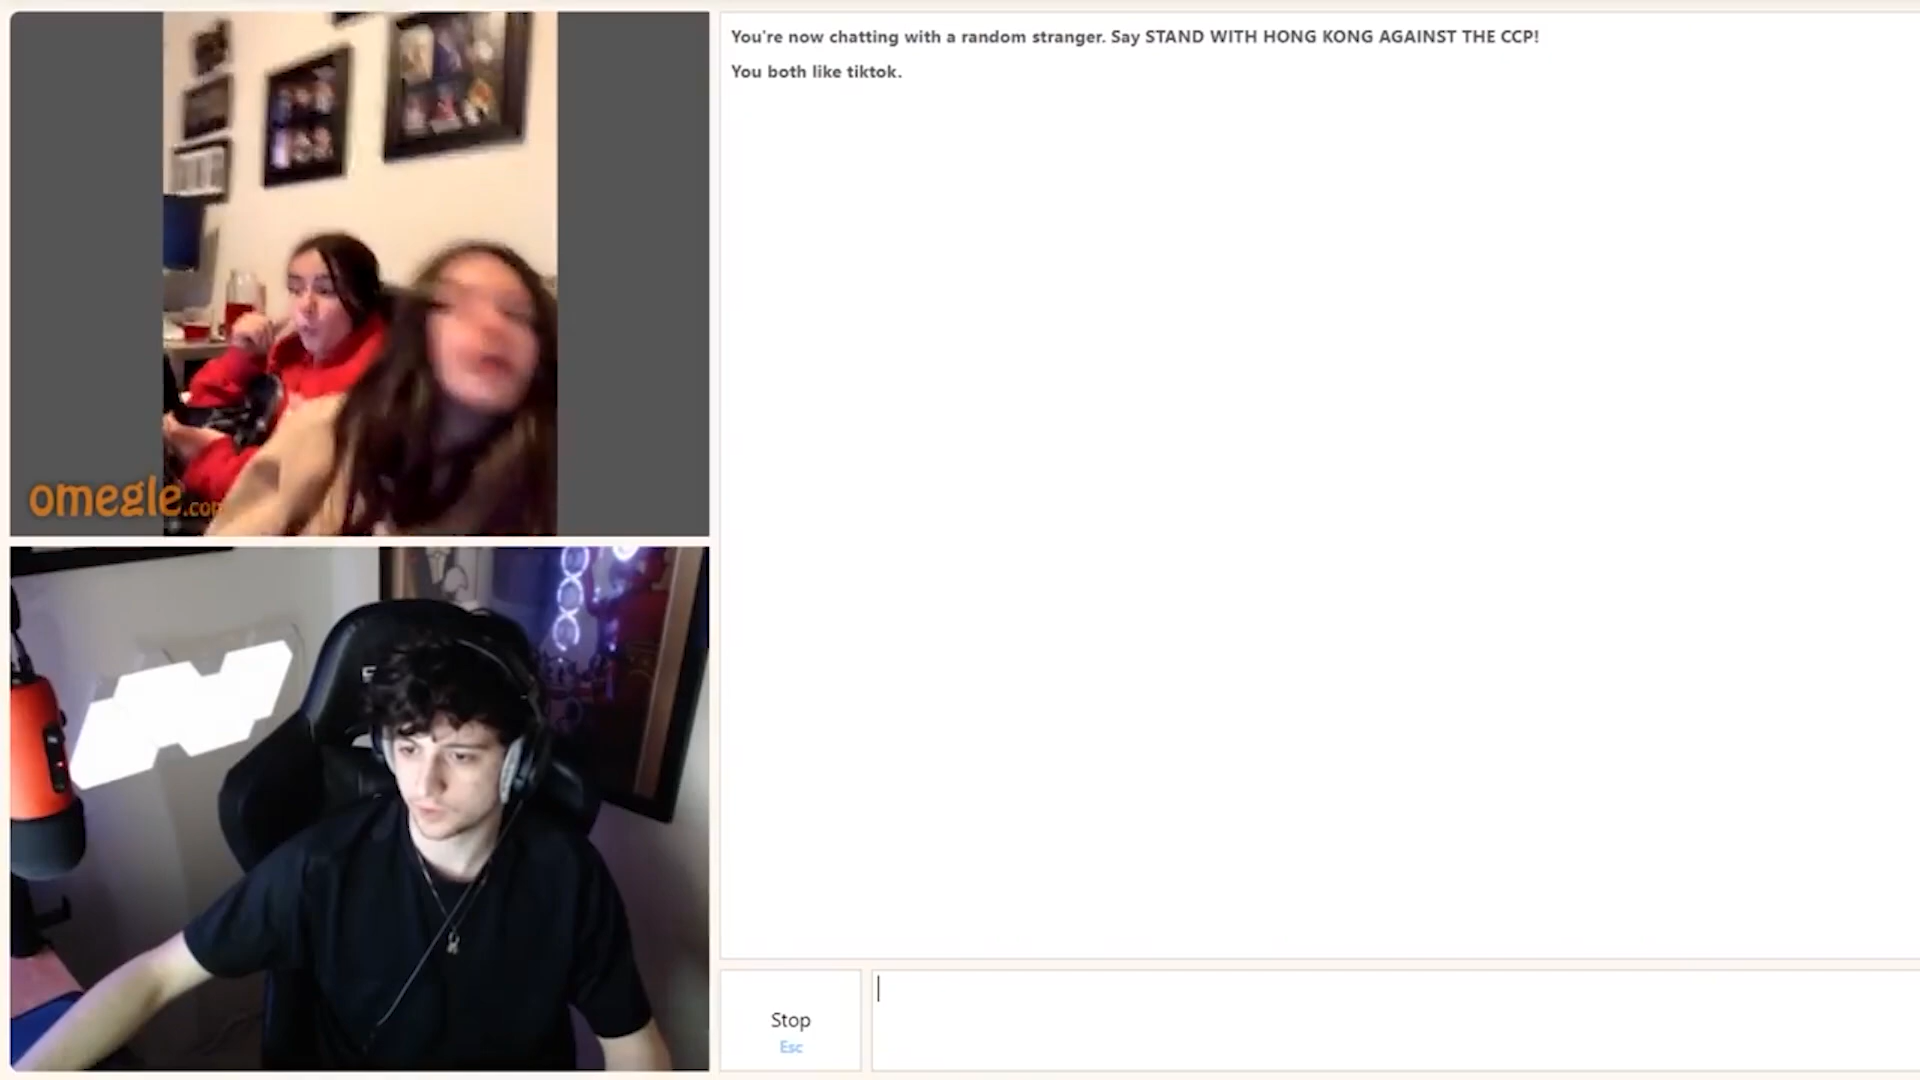 You're now chatting with a random stranger. Say STAND WITH HONG KONG AGAINST THE CCP!
You both like tiktok.
omegle.com
Stop
Esc